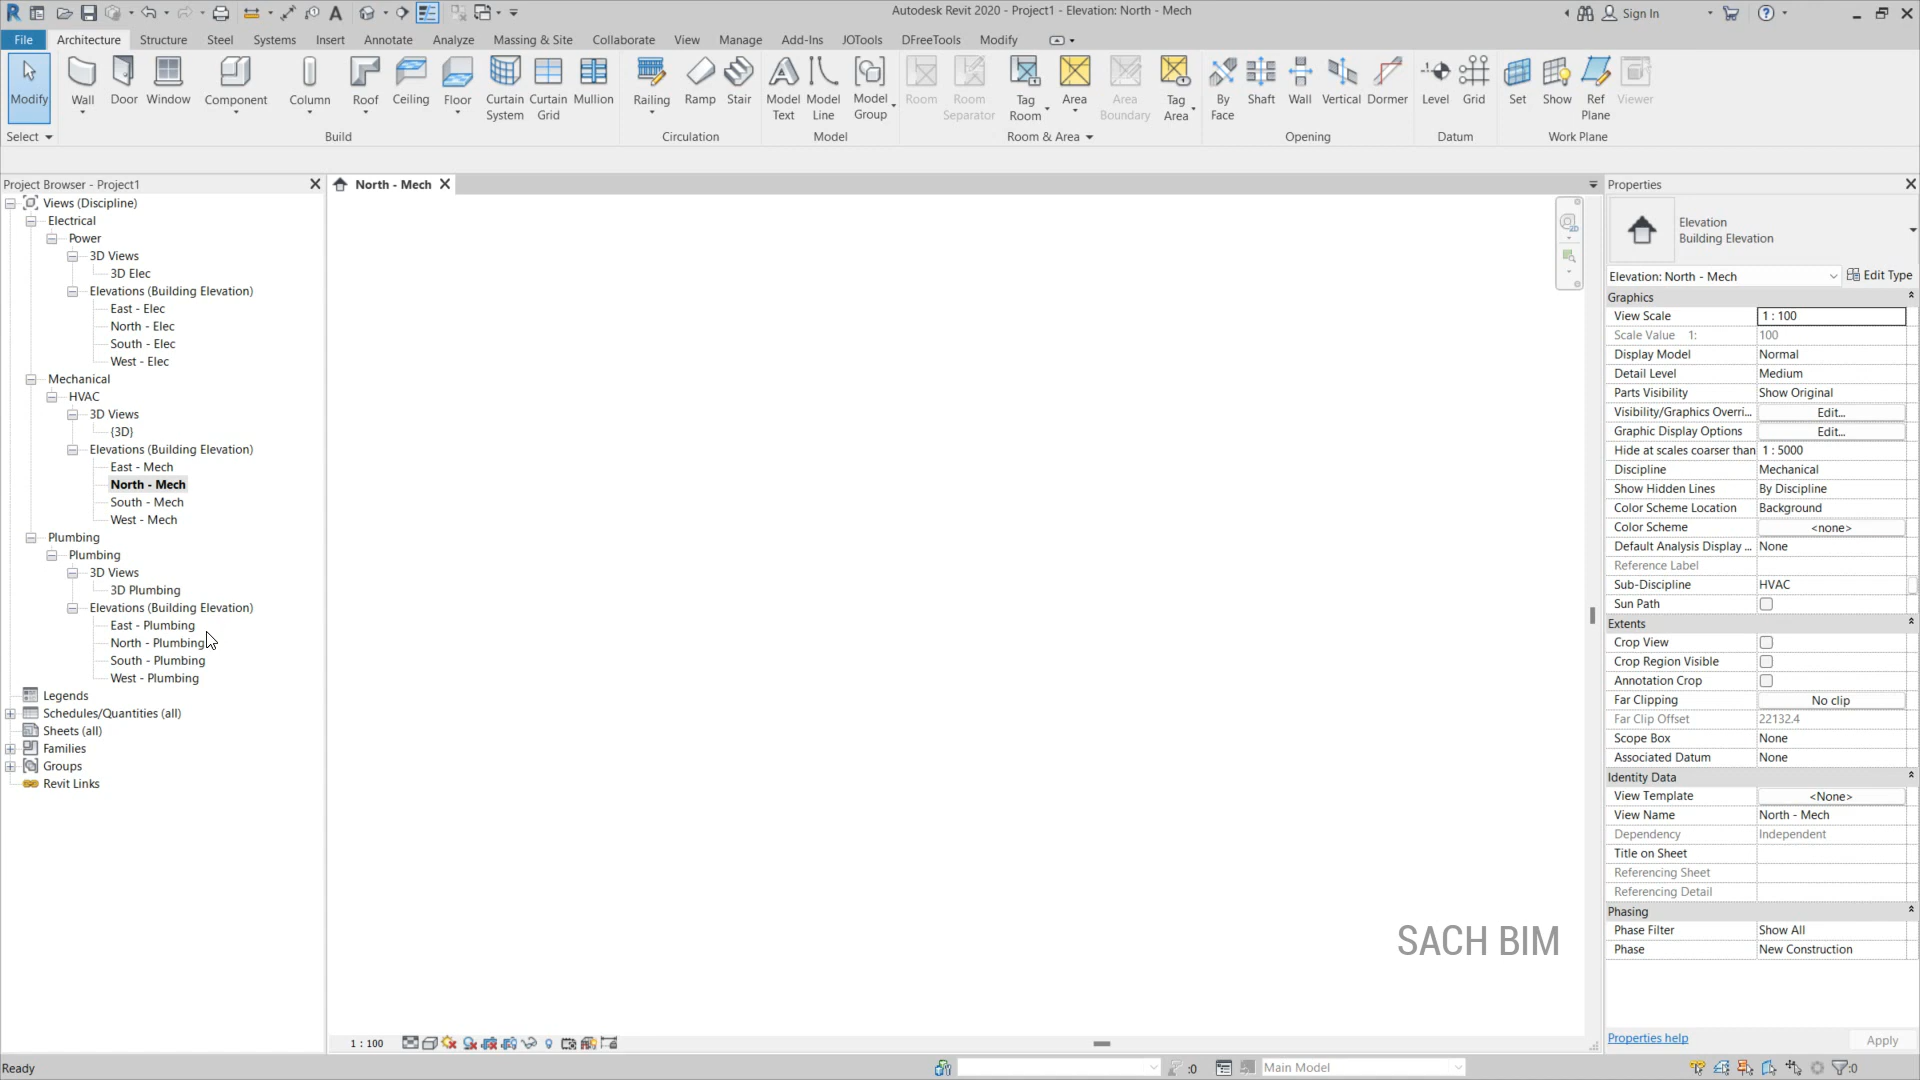 Autodesk Revit 2020 - Project1 - Elevation: North - Mech
Sign In
File Architecture Structure Steel Systems Insert Annotate Analyze Massing & Site Collaborate View Manage Add-Ins JOTools DFreeTools Modify
Modify
Wall
Door
Window
Component
Column
Roof
Ceiling
Floor
Curtain System
Curtain Grid
Mullion
Railing
Ramp
Stair
Model Text
Model Line
Model Group
Room
Room Separator
Tag Room
Area
Area Boundary
Tag Area
By Face
Shaft
Wall
Vertical
Dormer
Level
Grid
Set
Show
Ref Plane
Viewer
Select
Build
Circulation
Model
Room & Area
Opening
Datum
Work Plane
Project Browser - Project1
Views (Discipline)
Electrical
Power
3D Views
3D Elec
Elevations (Building Elevation)
East - Elec
North - Elec
South - Elec
West - Elec
Mechanical
HVAC
3D Views
{3D}
Elevations (Building Elevation)
East - Mech
North - Mech
South - Mech
West - Mech
Plumbing
Plumbing
3D Views
3D Plumbing
Elevations (Building Elevation)
East - Plumbing
North - Plumbing
South - Plumbing
West - Plumbing
Legends
Schedules/Quantities (all)
Sheets (all)
Families
Groups
Revit Links
North - Mech
SACH BIM
1 : 100
Properties
Elevation
Building Elevation
Elevation: North - Mech
Edit Type
Graphics
View Scale 1 : 100
Scale Value 1: 100
Display Model Normal
Detail Level Medium
Parts Visibility Show Original
Visibility/Graphics Overri... Edit...
Graphic Display Options Edit...
Hide at scales coarser than 1 : 5000
Discipline Mechanical
Show Hidden Lines By Discipline
Color Scheme Location Background
Color Scheme <none>
Default Analysis Display ... None
Reference Label
Sub-Discipline HVAC
Sun Path
Extents
Crop View
Crop Region Visible
Annotation Crop
Far Clipping No clip
Far Clip Offset 22132.4
Scope Box None
Associated Datum None
Identity Data
View Template <None>
View Name North - Mech
Dependency Independent
Title on Sheet
Referencing Sheet
Referencing Detail
Phasing
Phase Filter Show All
Phase New Construction
Properties help
Apply
Ready
:0
Main Model
:0